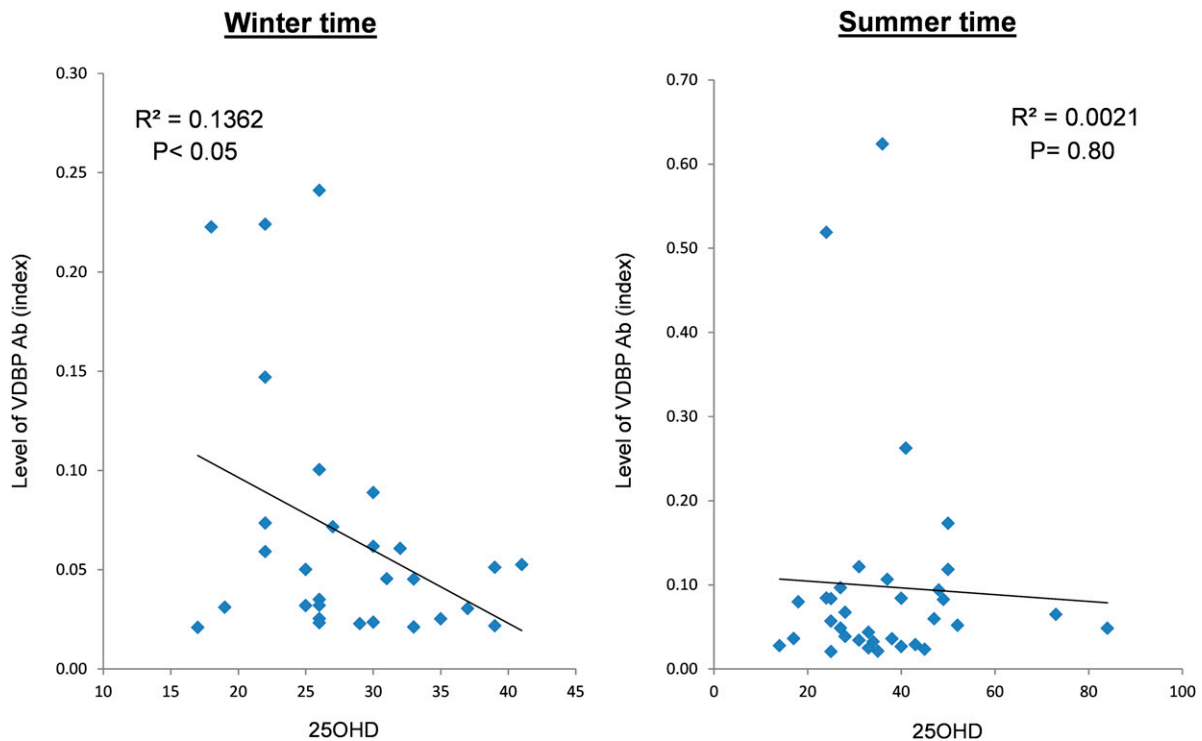 Winter time
0.30
0.25
0.20
0.15
0.10
0.05
0.00
10 15 20 25 30 35 40 45
R² = 0.1362
P< 0.05
Level of VDBP Ab (index)
25OHD
Summer time
0.70
0.60
0.50
0.40
0.30
0.20
0.10
0.00
0 20 40 60 80 100
R² = 0.0021
P= 0.80
Level of VDBP Ab (index)
25OHD